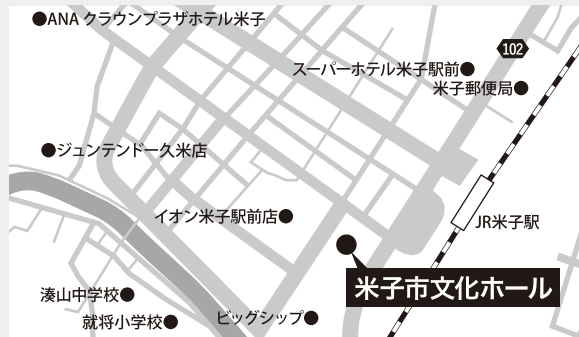 ANA クラウンプラザホテル米子
102
スーパーホテル米子駅前
米子郵便局
ジュンテンドー久米店
イオン米子駅前店
JR米子駅
米子市文化ホール
湊山中学校
就将小学校
ビッグシップ